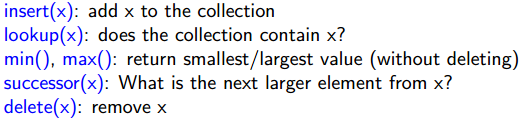 insert(x): add x to the collection
lookup(x): does the collection contain x?
min(), max(): return smallest/largest value (without deleting)
successor(x): What is the next larger element from x?
delete(x): remove x